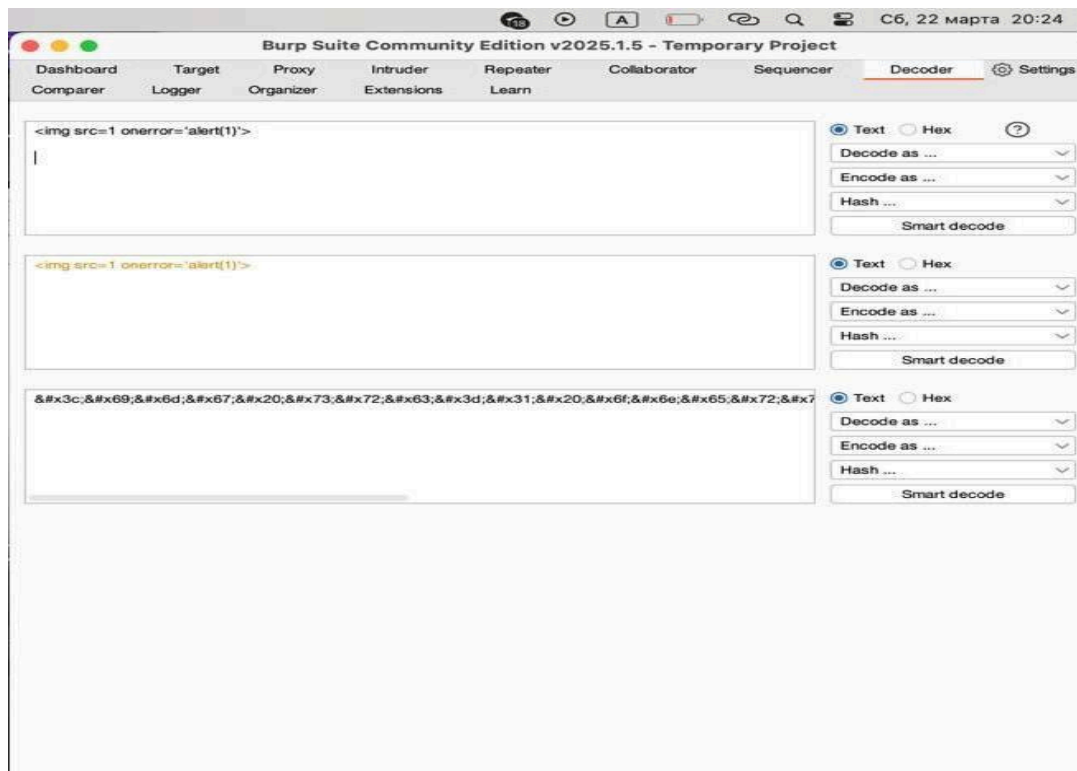 A Сб, 22 марта 20:24
Burp Suite Community Edition v2025.1.5 - Temporary Project
Dashboard Target Proxy Intruder Repeater Collaborator Sequencer Decoder Settings
Comparer Logger Organizer Extensions Learn
<img src=1 onerror='alert(1)'>
Text Hex ?
Decode as ...
Encode as ...
Hash ...
Smart decode
<img src=1 onerror='alert(1)'>
Text Hex
Decode as ...
Encode as ...
Hash ...
Smart decode
&#x3c;&#x69;&#x6d;&#x67;&#x20;&#x73;&#x72;&#x63;&#x3d;&#x31;&#x20;&#x6f;&#x6e;&#x65;&#x72;&#x7
Text Hex
Decode as ...
Encode as ...
Hash ...
Smart decode